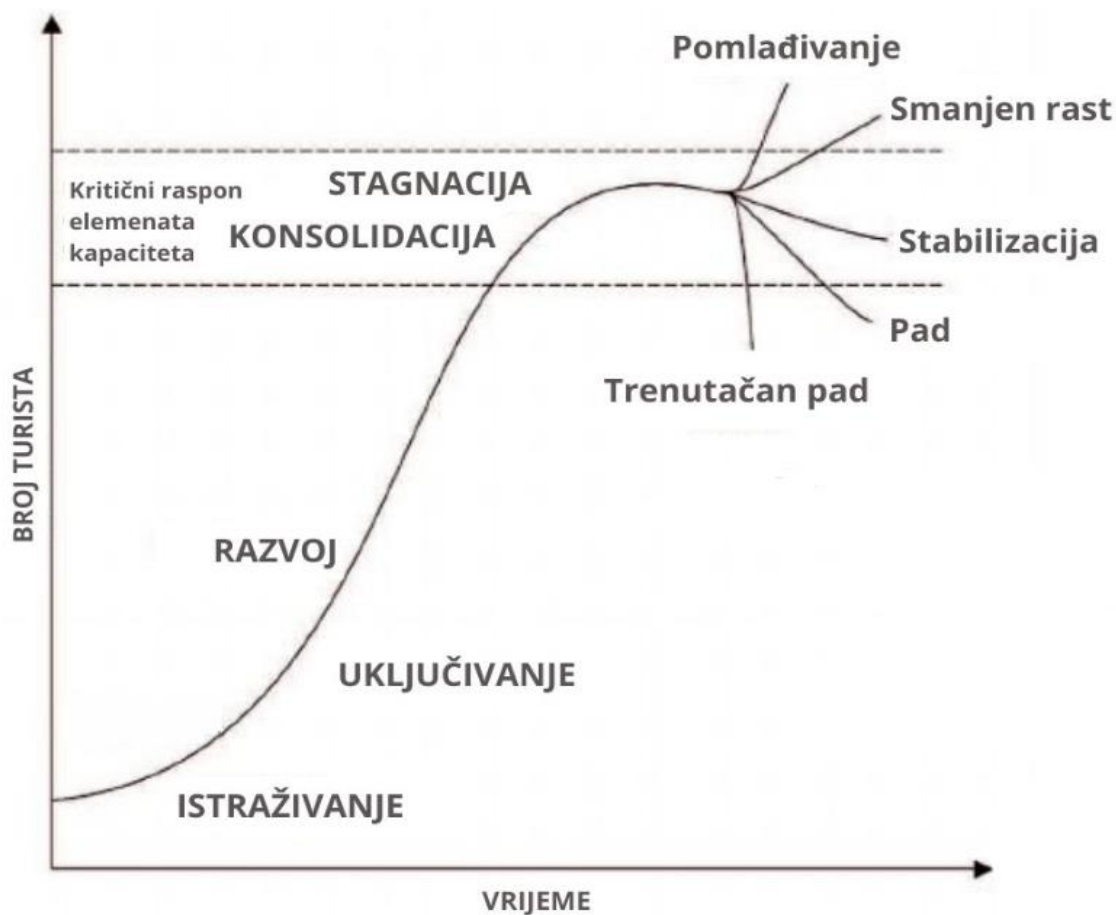 Pomlađivanje
Smanjen rast
STAGNACIJA
Kritični raspon
elemenata
kapaciteta
KONSOLIDACIJA
Stabilizacija
Pad
Trenutačan pad
BROJ TURISTA
RAZVOJ
UKLJUČIVANJE
ISTRAŽIVANJE
VRIJEME